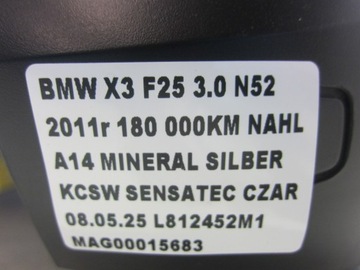 BMW X3 F25 3.0 N52
2011r 180 000KM NAHL
A14 MINERAL SILBER
KCSW SENSATEC CZAR
08.05.25 L812452M1
MAG00015683